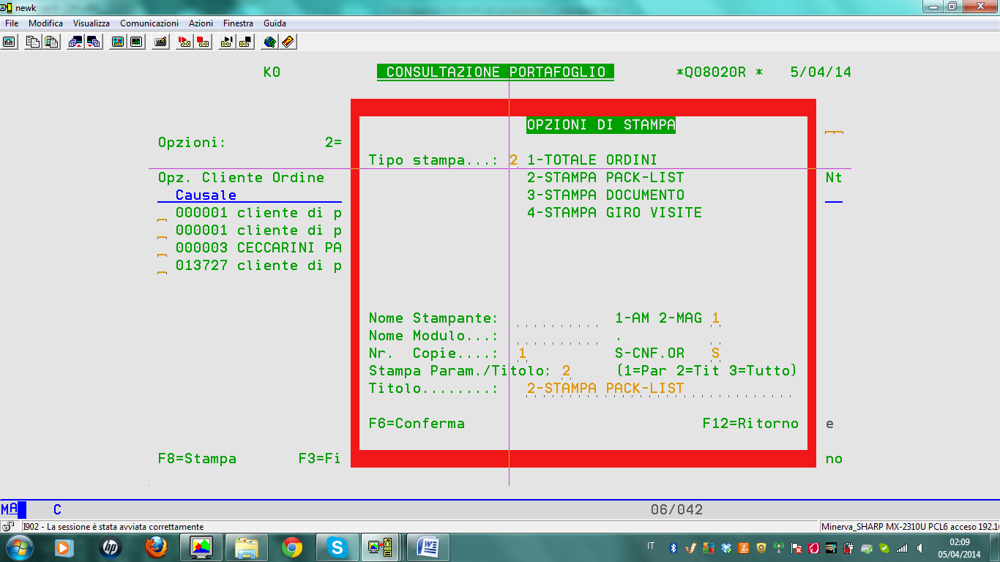 newk
File Modifica Visualizza Comunicazioni Azioni Finestra Guida
K0 CONSULTAZIONE PORTAFOGLIO *Q08020R * 5/04/14
OPZIONI DI STAMPA
Opzioni: 2=
Tipo stampa...: 2 1-TOTALE ORDINI
Opz. Cliente Ordine 2-STAMPA PACK-LIST Nt
Causale 3-STAMPA DOCUMENTO
000001 cliente di p 4-STAMPA GIRO VISITE
000001 cliente di p
000003 CECCARINI PA
013727 cliente di p
Nome Stampante: 1-AM 2-MAG 1
Nome Modulo...: .
Nr. Copie....: 1 S-CNF.OR S
Stampa Param./Titolo: 2 (1=Par 2=Tit 3=Tutto)
Titolo........: 2-STAMPA PACK-LIST
F6=Conferma F12=Ritorno e
F8=Stampa F3=Fi no
MA C 06/042
I902 - La sessione è stata avviata correttamente Minerva_SHARP MX-2310U PCL6 acceso 192.16
IT 02:09
05/04/2014